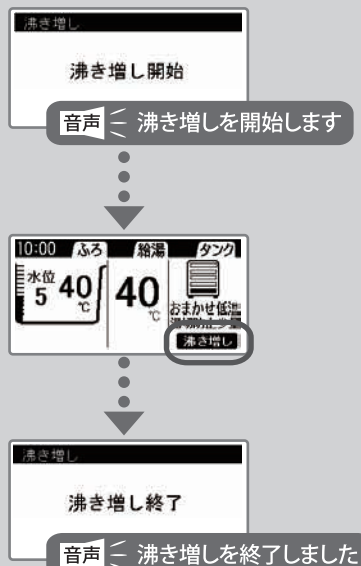 沸き増し
沸き増し開始
音声 沸き増しを開始します
10:00 ふろ 給湯 タンク
水位 5 40℃ 40℃
おまかせ低温
沸き増し
沸き増し
沸き増し終了
音声 沸き増しを終了しました